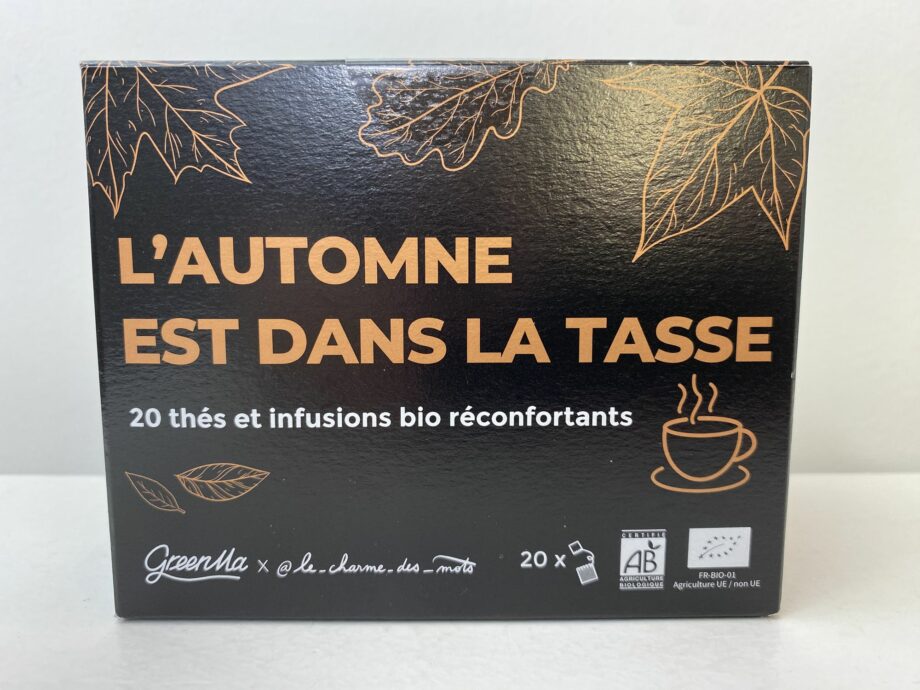 L'AUTOMNE
EST DANS LA TASSE
20 thés et infusions bio réconfortants
GreenMa x @le_charme_des_mots
20 x
CERTIFIÉ
AB
AGRICULTURE
BIOLOGIQUE
FR-BIO-01
Agriculture UE / non UE